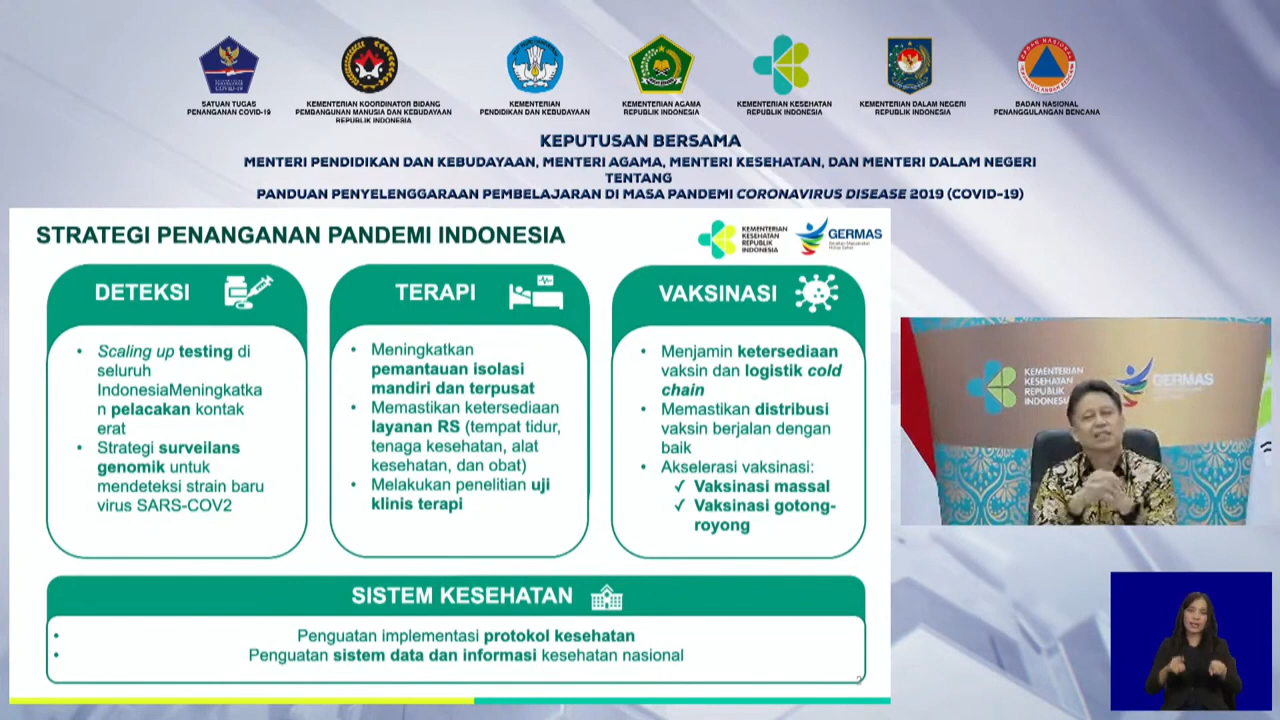 SATUAN TUGAS
PENANGANAN COVID-19
KEMENTERIAN KOORDINATOR BIDANG
PEMBANGUNAN MANUSIA DAN KEBUDAYAAN
REPUBLIK INDONESIA
KEMENTERIAN
PENDIDIKAN DAN KEBUDAYAAN
KEMENTERIAN AGAMA
REPUBLIK INDONESIA
KEMENTERIAN KESEHATAN
REPUBLIK INDONESIA
KEMENTERIAN DALAM NEGERI
REPUBLIK INDONESIA
BADAN NASIONAL
PENANGGULANGAN BENCANA
KEPUTUSAN BERSAMA
MENTERI PENDIDIKAN DAN KEBUDAYAAN, MENTERI AGAMA, MENTERI KESEHATAN, DAN MENTERI DALAM NEGERI
TENTANG
PANDUAN PENYELENGGARAAN PEMBELAJARAN DI MASA PANDEMI CORONAVIRUS DISEASE 2019 (COVID-19)
STRATEGI PENANGANAN PANDEMI INDONESIA
KEMENTERIAN
KESEHATAN
REPUBLIK
INDONESIA
GERMAS
DETEKSI
• Scaling up testing di
seluruh
IndonesiaMeningkatka
n pelacakan kontak
erat
• Strategi surveilans
genomik untuk
mendeteksi strain baru
virus SARS-COV2
TERAPI
• Meningkatkan
pemantauan isolasi
mandiri dan terpusat
• Memastikan ketersediaan
layanan RS (tempat tidur,
tenaga kesehatan, alat
kesehatan, dan obat)
• Melakukan penelitian uji
klinis terapi
VAKSINASI
• Menjamin ketersediaan
vaksin dan logistik cold
chain
• Memastikan distribusi
vaksin berjalan dengan
baik
• Akselerasi vaksinasi:
✓ Vaksinasi massal
✓ Vaksinasi gotong-
royong
SISTEM KESEHATAN
• Penguatan implementasi protokol kesehatan
• Penguatan sistem data dan informasi kesehatan nasional
KEMENTERIAN
KESEHATAN
REPUBLIK
INDONESIA
GERMAS